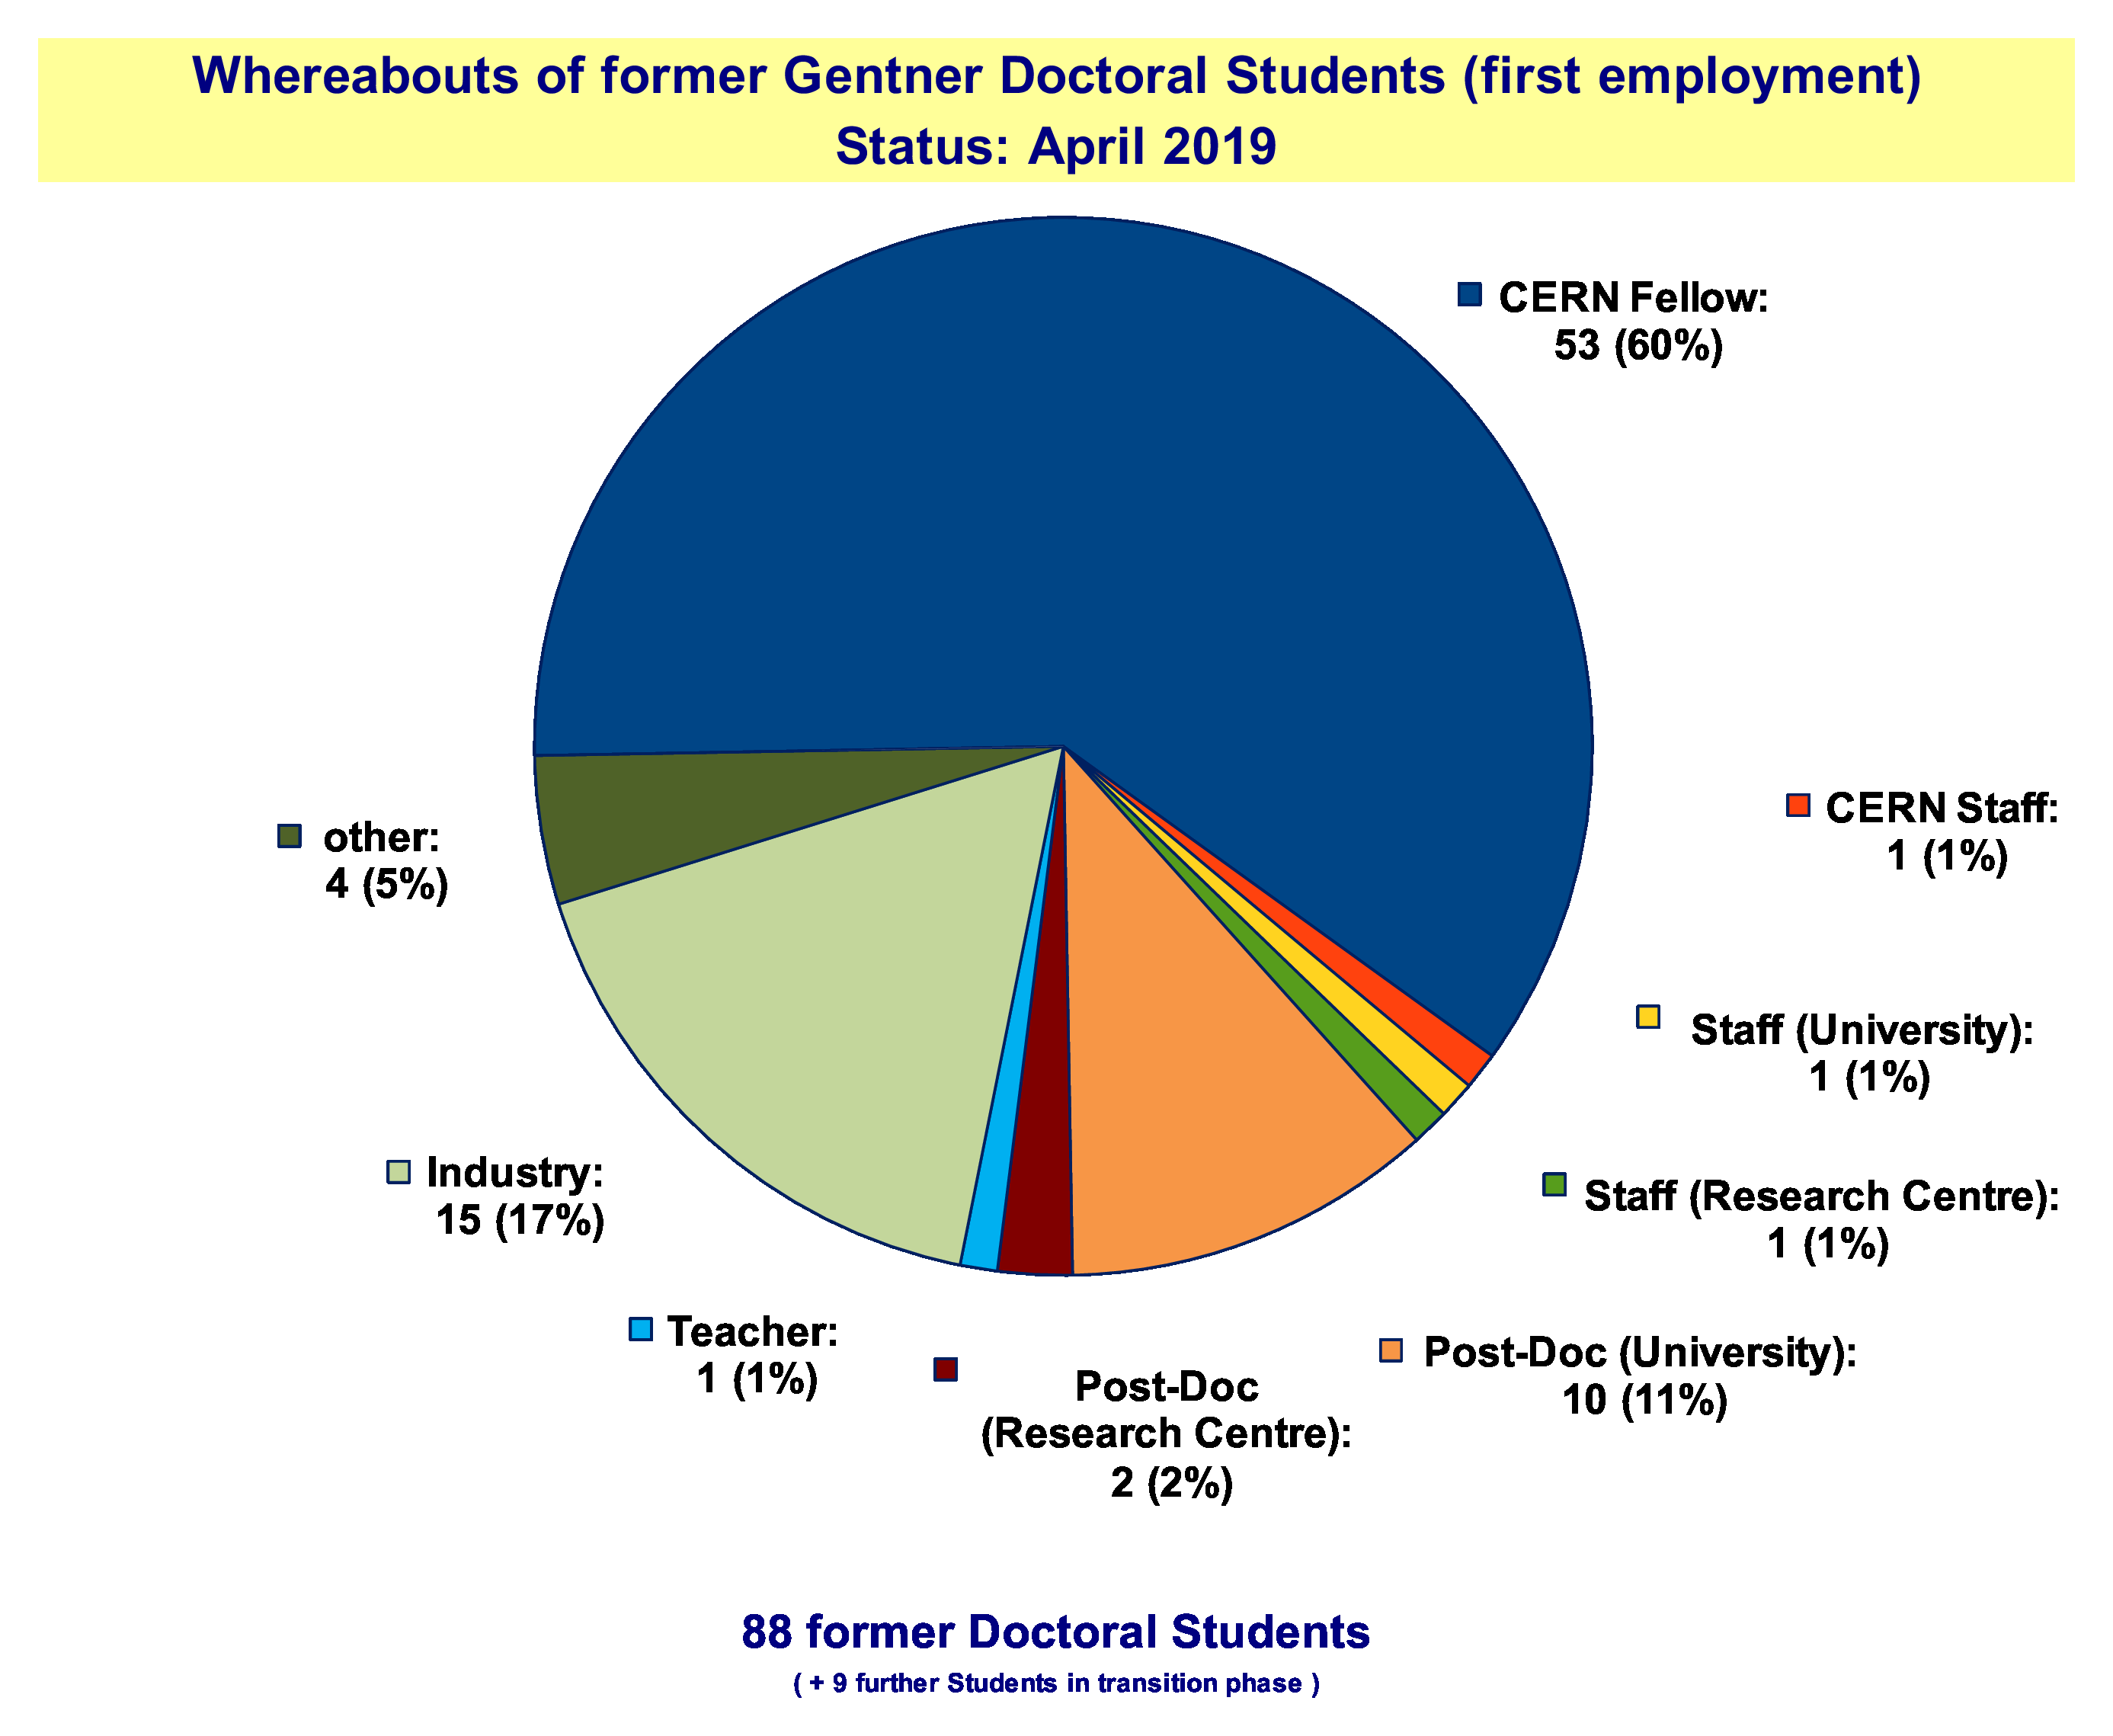 Whereabouts of former Gentner Doctoral Students (first employment)
Status: April 2019
CERN Fellow:
53 (60%)
CERN Staff:
1 (1%)
Staff (University):
1 (1%)
Staff (Research Centre):
1 (1%)
Post-Doc (University):
10 (11%)
Post-Doc
(Research Centre):
2 (2%)
Teacher:
1 (1%)
Industry:
15 (17%)
other:
4 (5%)
88 former Doctoral Students
( + 9 further Students in transition phase )